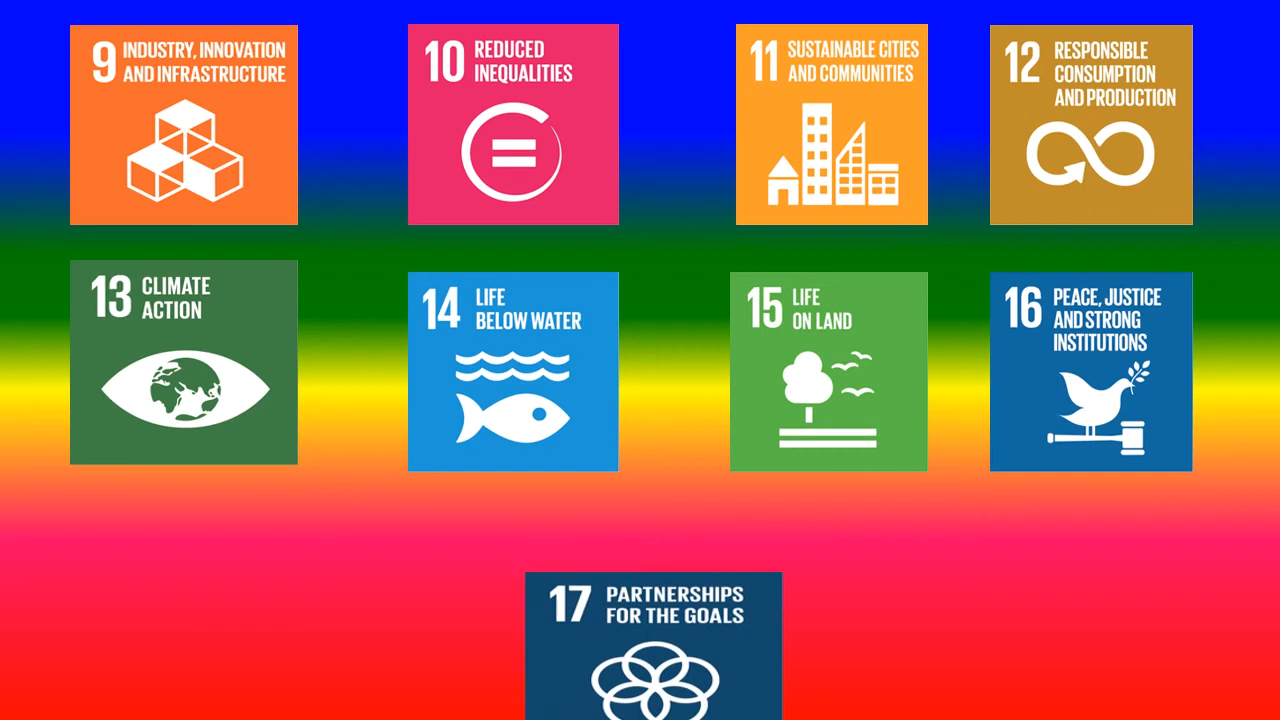 9 INDUSTRY, INNOVATION
AND INFRASTRUCTURE
10 REDUCED
INEQUALITIES
11 SUSTAINABLE CITIES
AND COMMUNITIES
12 RESPONSIBLE
CONSUMPTION
AND PRODUCTION
13 CLIMATE
ACTION
14 LIFE
BELOW WATER
15 LIFE
ON LAND
16 PEACE, JUSTICE
AND STRONG
INSTITUTIONS
17 PARTNERSHIPS
FOR THE GOALS